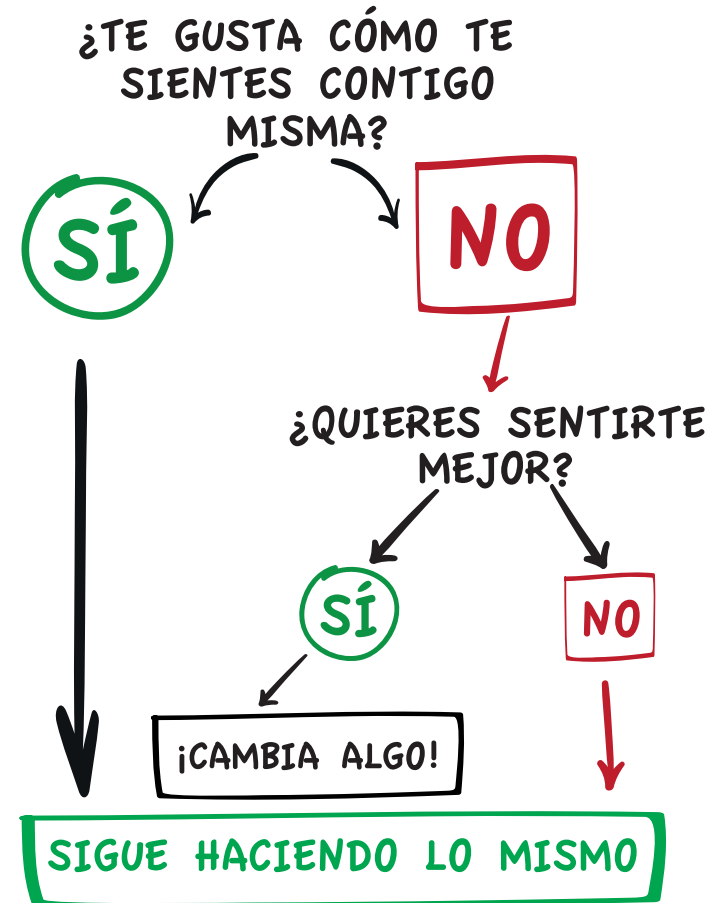 ¿TE GUSTA CÓMO TE
SIENTES CONTIGO
MISMA?
SÍ
NO
¿QUIERES SENTIRTE
MEJOR?
SÍ
NO
¡CAMBIA ALGO!
SIGUE HACIENDO LO MISMO